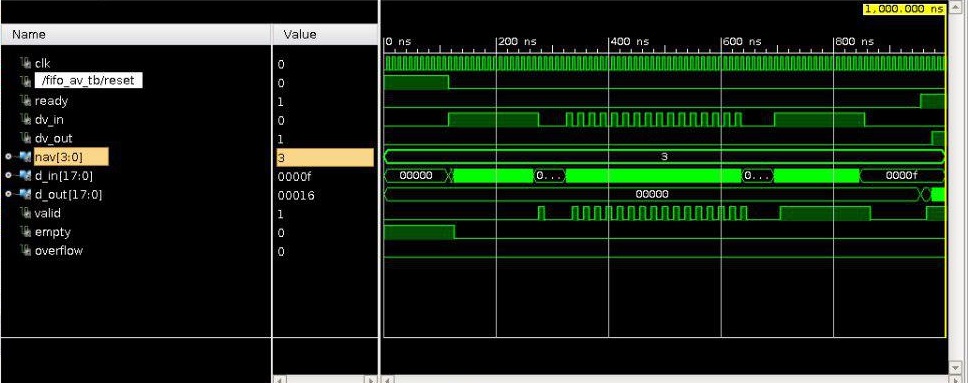 1,000.000 ns
Name Value
0 ns 200 ns 400 ns 600 ns 800 ns
clk 0
/fifo_av_tb/reset 0
ready 1
dv_in 0
dv_out 1
nav[3:0] 3 3
d_in[17:0] 0000f 00000 0... 0... 0000f
d_out[17:0] 00016 00000
valid 1
empty 0
overflow 0